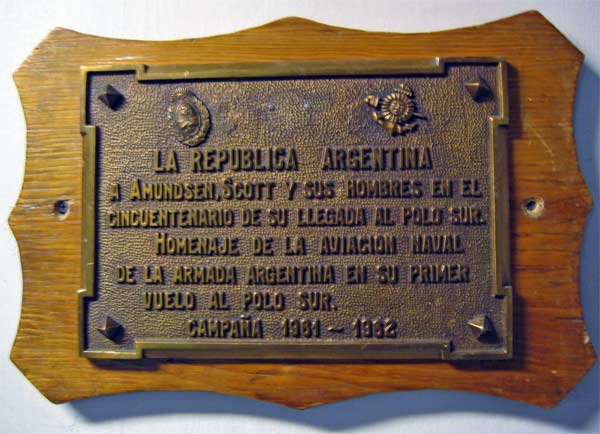 LA REPUBLICA ARGENTINA
A AMUNDSEN, SCOTT Y SUS HOMBRES EN EL
CINCUENTENARIO DE SU LLEGADA AL POLO SUR.
HOMENAJE DE LA AVIACION NAVAL
DE LA ARMADA ARGENTINA EN SU PRIMER
VUELO AL POLO SUR.
CAMPAÑA 1961 - 1962